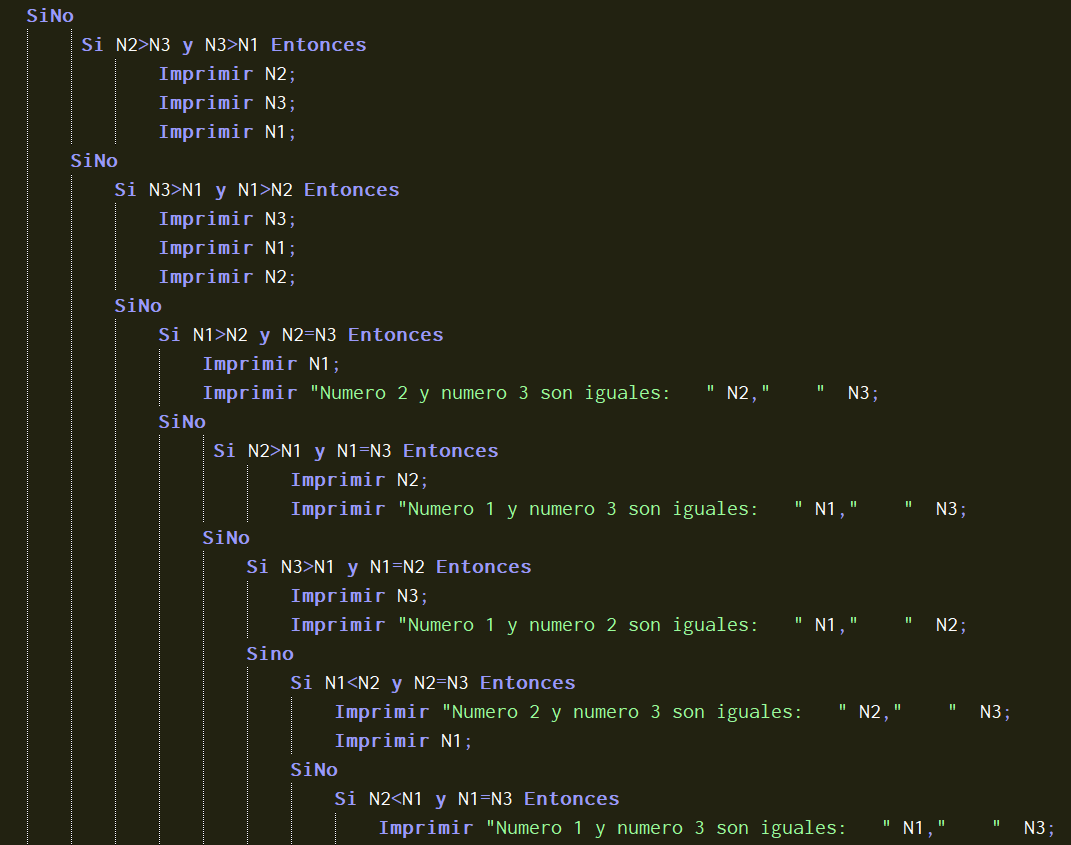 SiNo
Si N2>N3 y N3>N1 Entonces
Imprimir N2;
Imprimir N3;
Imprimir N1;
SiNo
Si N3>N1 y N1>N2 Entonces
Imprimir N3;
Imprimir N1;
Imprimir N2;
SiNo
Si N1>N2 y N2=N3 Entonces
Imprimir N1;
Imprimir "Numero 2 y numero 3 son iguales:   " N2,"    "  N3;
SiNo
Si N2>N1 y N1=N3 Entonces
Imprimir N2;
Imprimir "Numero 1 y numero 3 son iguales:   " N1,"    "  N3;
SiNo
Si N3>N1 y N1=N2 Entonces
Imprimir N3;
Imprimir "Numero 1 y numero 2 son iguales:   " N1,"    "  N2;
Sino
Si N1<N2 y N2=N3 Entonces
Imprimir "Numero 2 y numero 3 son iguales:   " N2,"    "  N3;
Imprimir N1;
SiNo
Si N2<N1 y N1=N3 Entonces
Imprimir "Numero 1 y numero 3 son iguales:   " N1,"    "  N3;